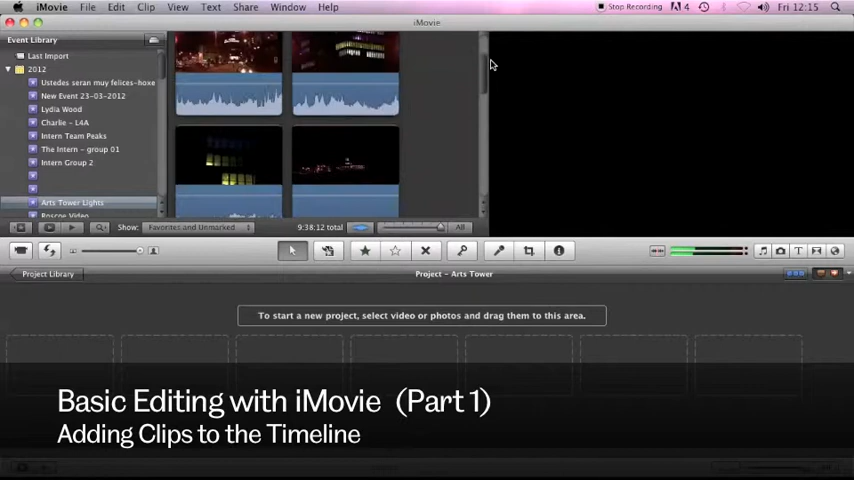 iMovie File Edit Clip View Text Share Window Help Stop Recording 4 Fri 12:15
iMovie
Event Library
Last Import
2012
Ustedes seran muy felices-hoxe
New Event 23-03-2012
Lydia Wood
Charlie - L4A
Intern Team Peaks
The Intern - group 01
Intern Group 2
Arts Tower Lights
Roscoe Video
Show: Favorites and Unmarked 9:38:12 total All
Project Library Project - Arts Tower
To start a new project, select video or photos and drag them to this area.
Basic Editing with iMovie (Part 1)
Adding Clips to the Timeline